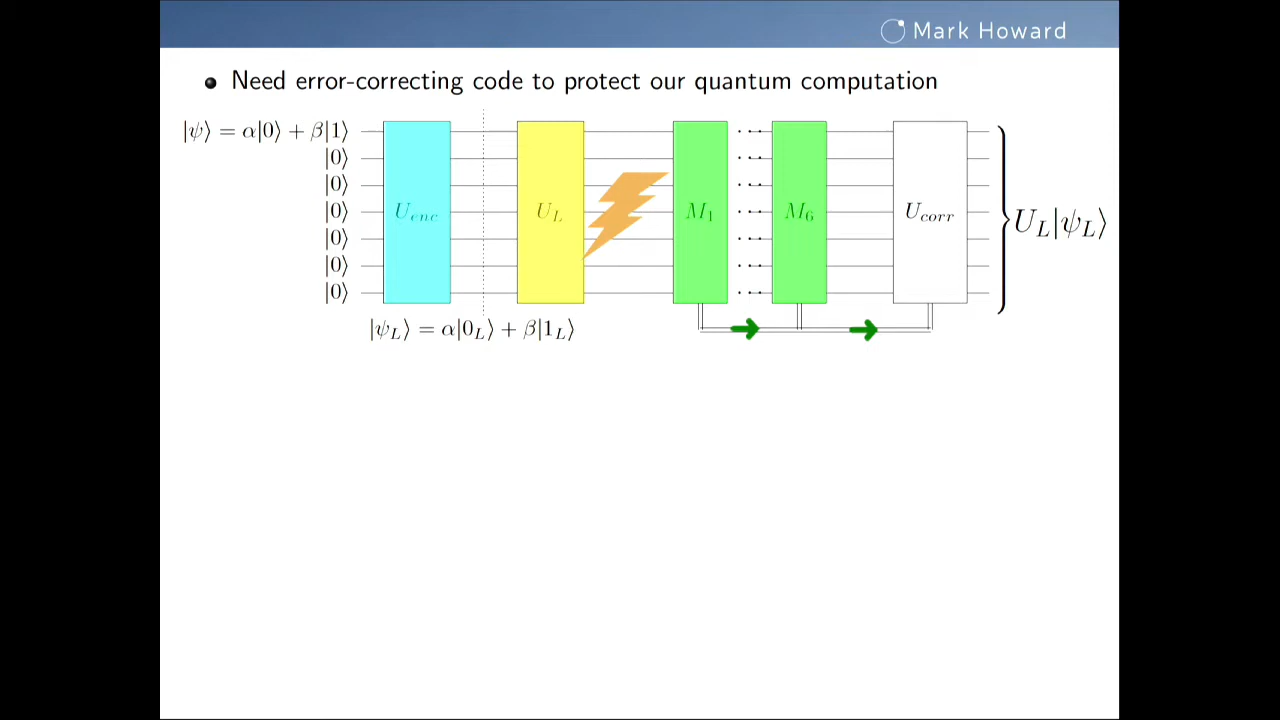 Mark Howard
Need error-correcting code to protect our quantum computation
|ψ⟩ = α|0⟩ + β|1⟩
|0⟩
|0⟩
|0⟩
|0⟩
|0⟩
|0⟩
U_enc
U_L
M_1
M_6
U_corr
U_L|ψ_L⟩
|ψ_L⟩ = α|0_L⟩ + β|1_L⟩